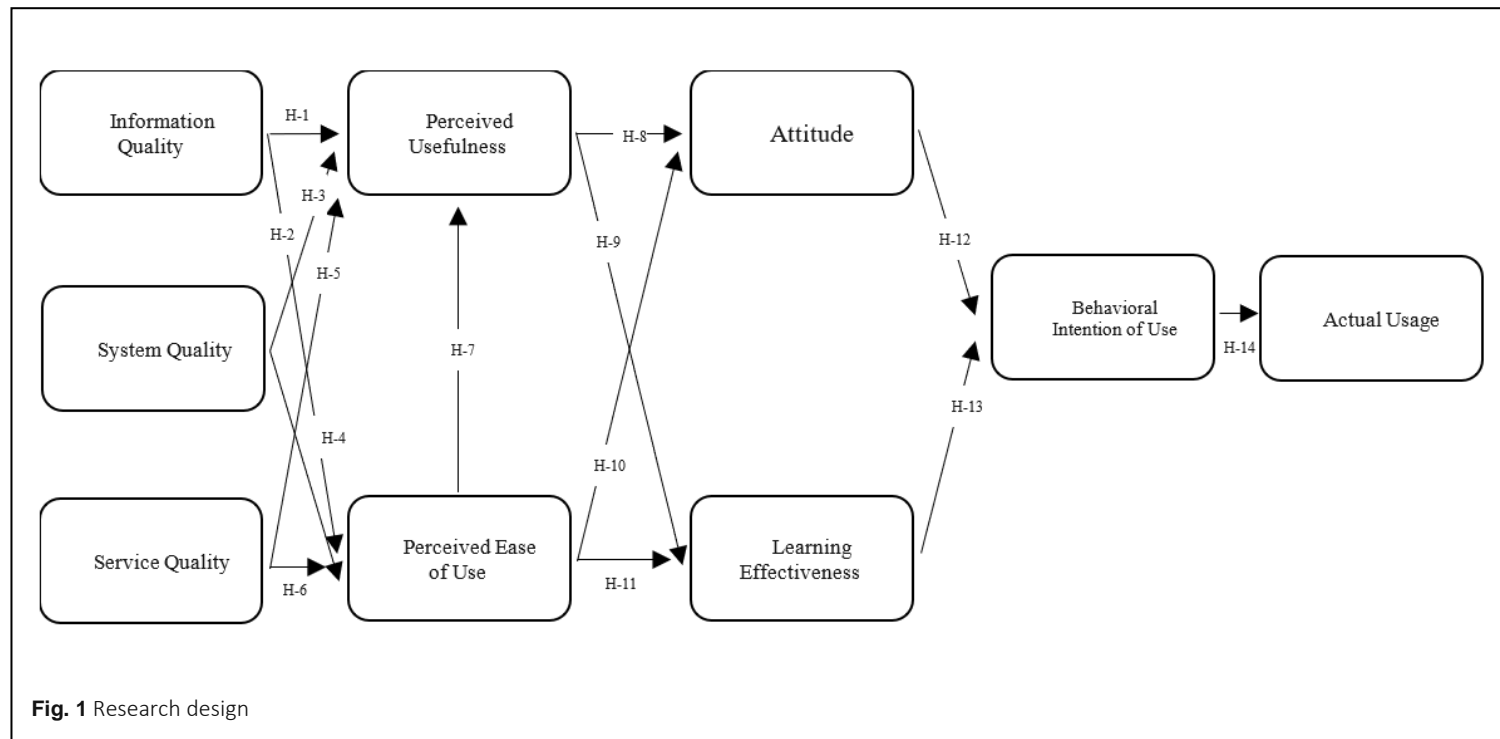 Information
Quality
H-1
Perceived
Usefulness
H-8
Attitude
H-3
H-2
H-5
H-9
H-12
System Quality
H-7
Behavioral
Intention of Use
H-14
Actual Usage
H-4
H-10
H-13
Service Quality
H-6
Perceived Ease
of Use
H-11
Learning
Effectiveness
Fig. 1 Research design